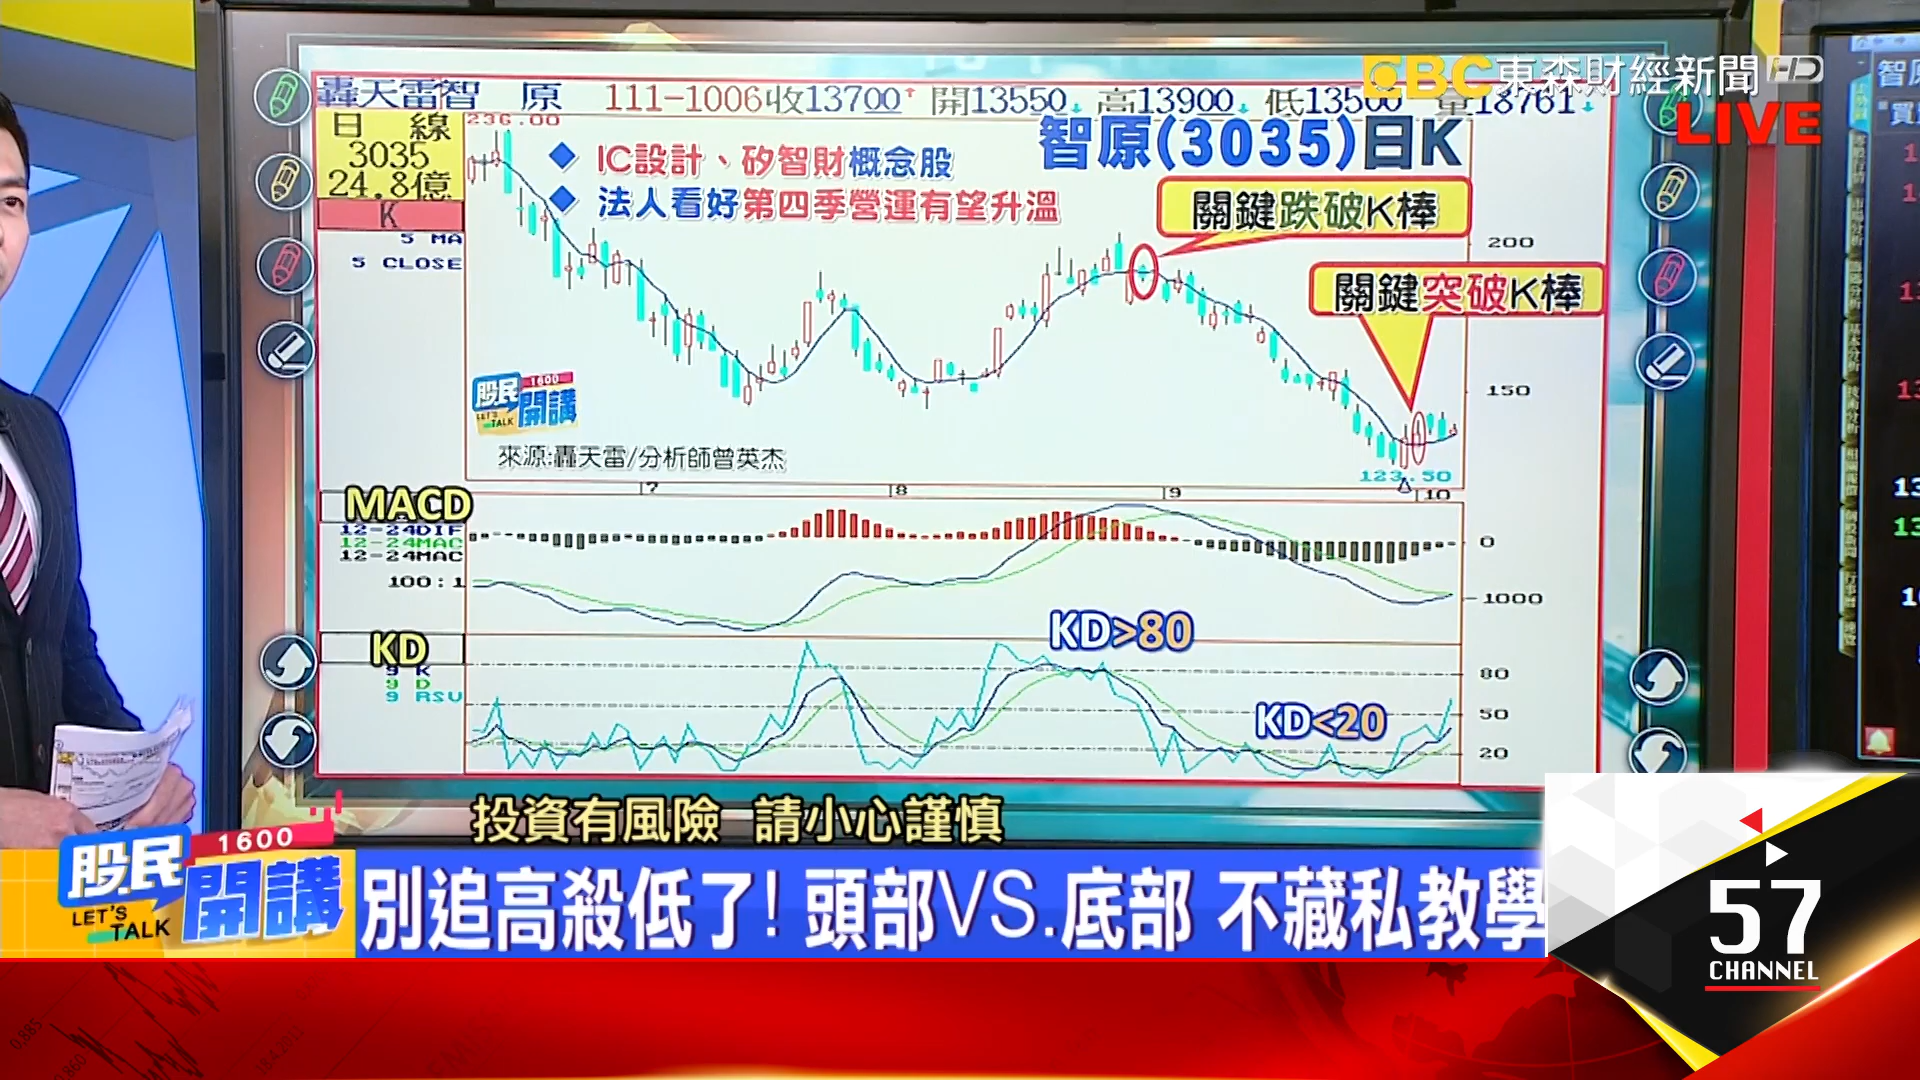 EBC 東森財經新聞 HD
LIVE
轟天雷智 原 111-1006收13700 開13550 高13900 低13500 量18761
日 線
3035
24.8億
K
5 MA
5 CLOSE
236.00
◆ IC設計、矽智財概念股
◆ 法人看好第四季營運有望升溫
智原(3035)日K
關鍵跌破K棒
關鍵突破K棒
200
150
123.50
股民 1600
開講
LET'S
TALK
來源:轟天雷/分析師曾英杰
7 8 9 10
MACD
12-24DIF
12-24MAC
12-24MAC
100:1
0
1000
KD
9 K
9 D
9 RSV
KD>80
KD<20
80
50
20
投資有風險 請小心謹慎
股民 1600
開講
LET'S
TALK
別追高殺低了! 頭部VS.底部 不藏私教學
57
CHANNEL